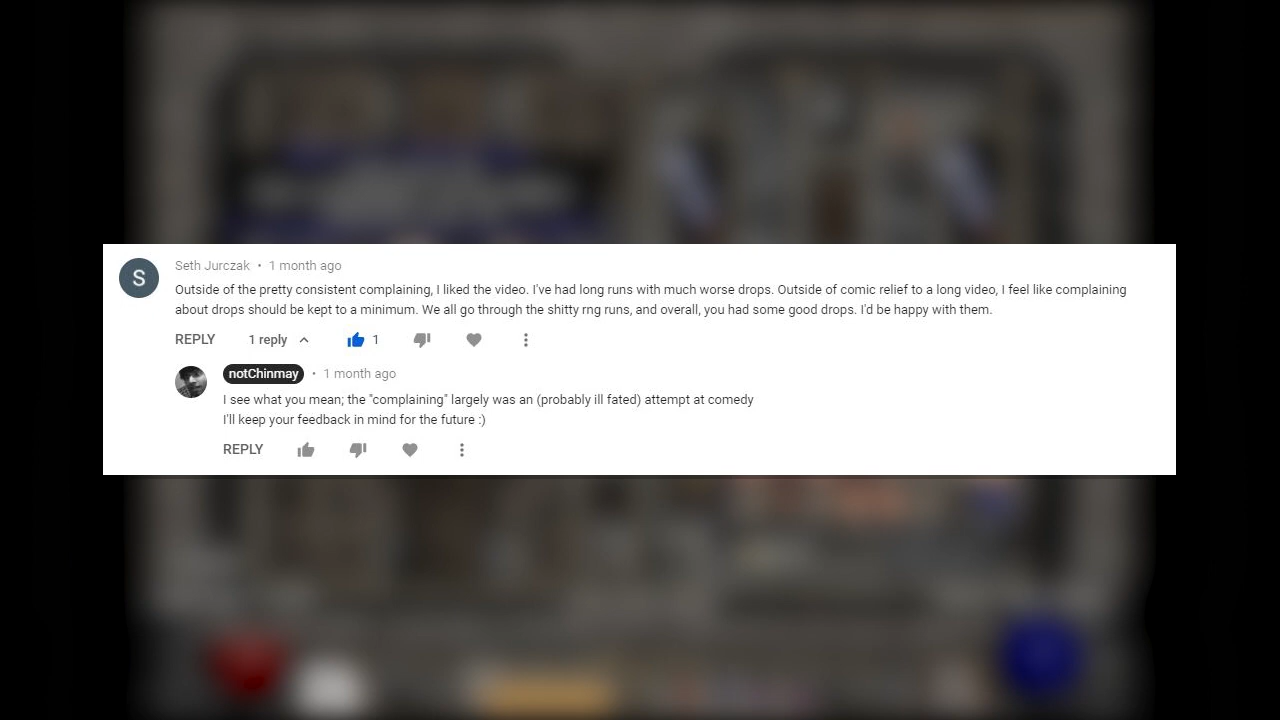 S
Seth Jurczak • 1 month ago
Outside of the pretty consistent complaining, I liked the video. I've had long runs with much worse drops. Outside of comic relief to a long video, I feel like complaining
about drops should be kept to a minimum. We all go through the shitty rng runs, and overall, you had some good drops. I'd be happy with them.
REPLY 1 reply 1
notChinmay • 1 month ago
I see what you mean; the "complaining" largely was an (probably ill fated) attempt at comedy
I'll keep your feedback in mind for the future :)
REPLY